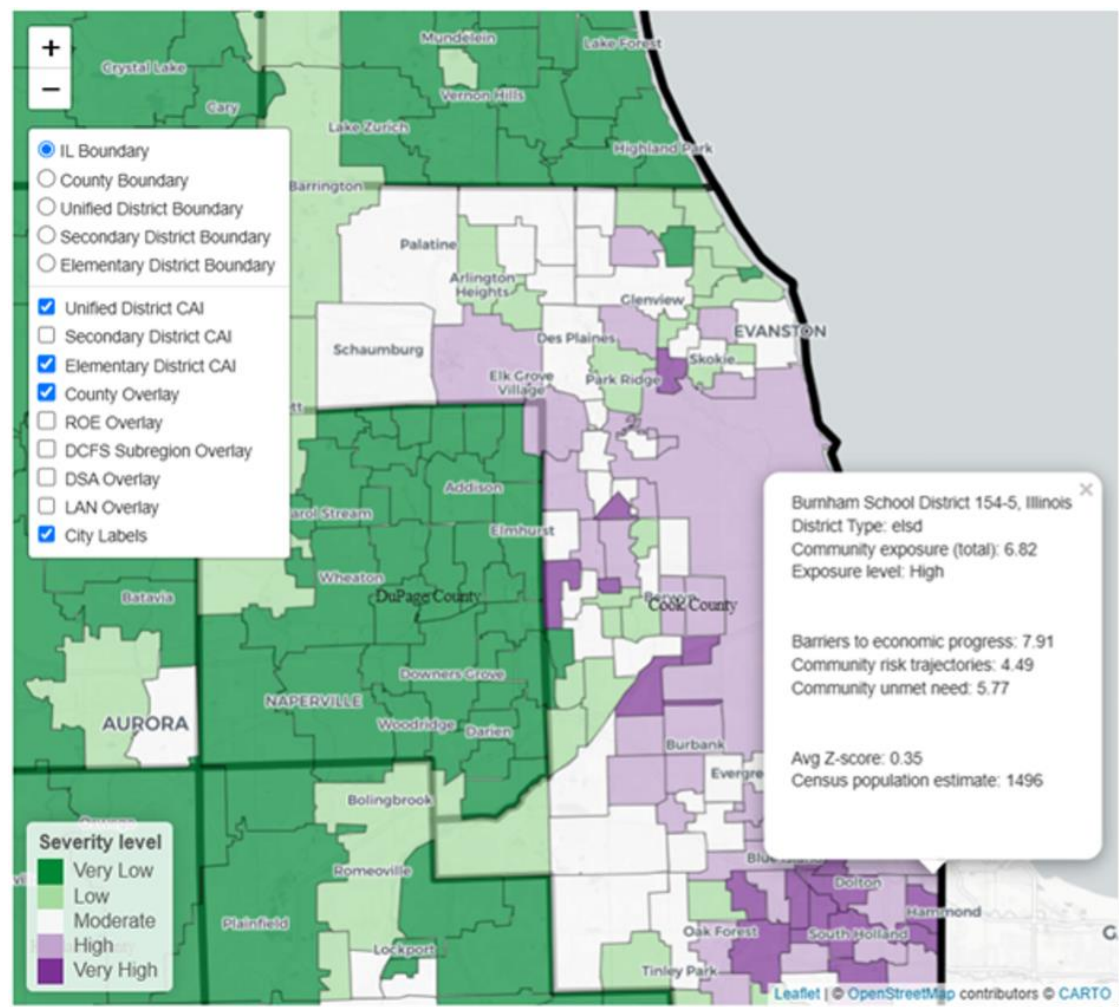 +
−
IL Boundary
County Boundary
Unified District Boundary
Secondary District Boundary
Elementary District Boundary
Unified District CAI
Secondary District CAI
Elementary District CAI
County Overlay
ROE Overlay
DCFS Subregion Overlay
DSA Overlay
LAN Overlay
City Labels
Mundelein
Lake Forest
Crystal Lake
Vernon Hills
Cary
Lake Zurich
Highland Park
Barrington
Palatine
Arlington
Heights
Glenview
EVANSTON
Des Plaines
Schaumburg
Skokie
Elk Grove
Village
Park Ridge
Addison
Elmhurst
arol Stream
Wheaton
Batavia
DuPage County
Cook County
Downers Grove
NAPERVILLE
AURORA
Woodridge
Darien
Burbank
Evergre
Bolingbrook
Romeoville
Plainfield
Lockport
Blue Island
Dolton
Hammond
Oak Forest
South Holland
Tinley Park
G
Burnham School District 154-5, Illinois
District Type: elsd
Community exposure (total): 6.82
Exposure level: High
Barriers to economic progress: 7.91
Community risk trajectories: 4.49
Community unmet need: 5.77
Avg Z-score: 0.35
Census population estimate: 1496
×
Severity level
Very Low
Low
Moderate
High
Very High
Leaflet | © OpenStreetMap contributors © CARTO